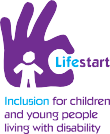 Lifestart
Inclusion for children
and young people
living with disability